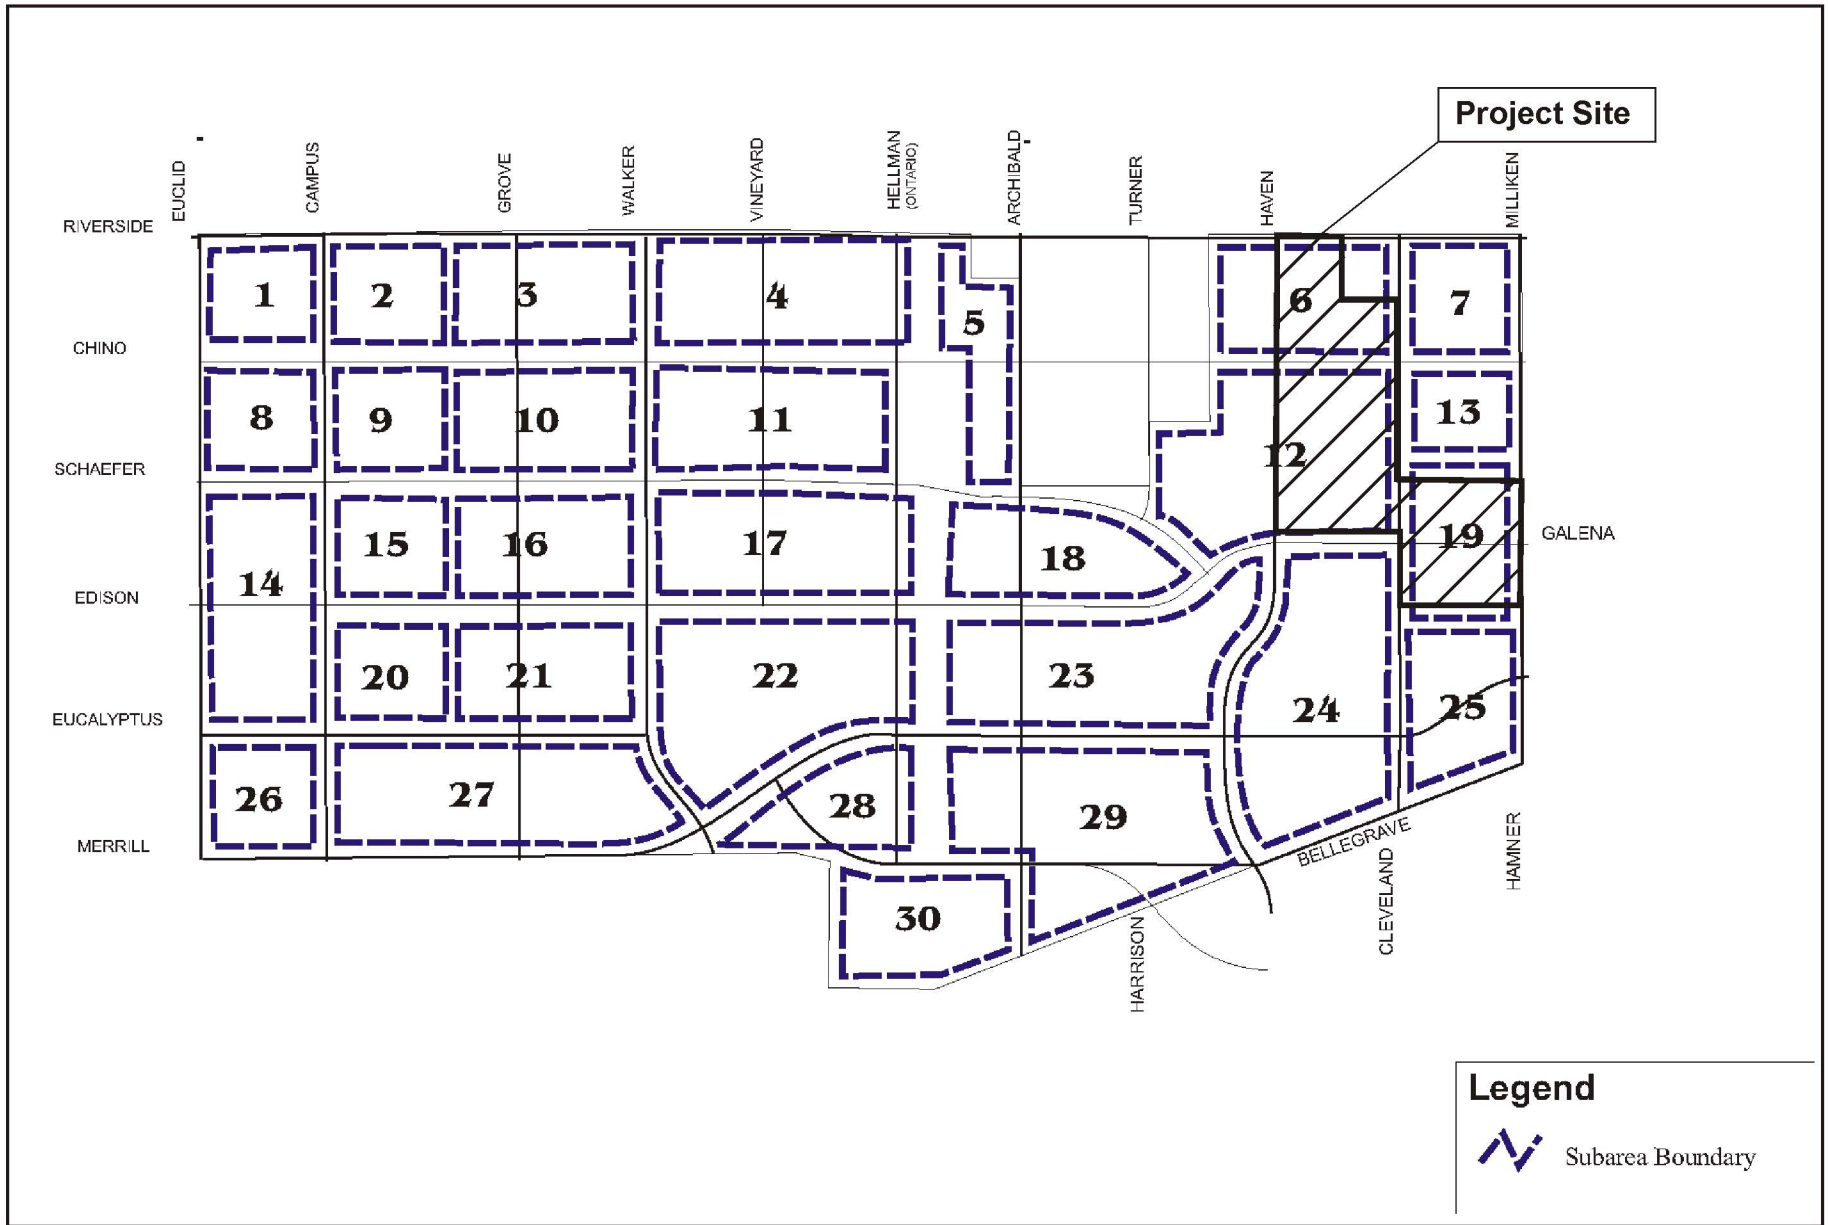 Project Site
EUCLID
CAMPUS
GROVE
WALKER
VINEYARD
HELLMAN
(ONTARIO)
ARCHIBALD
TURNER
HAVEN
MILLIKEN
RIVERSIDE
1
2
3
4
5
6
7
CHINO
8
9
10
11
12
13
SCHAEFER
14
15
16
17
18
19
GALENA
EDISON
20
21
22
23
24
25
EUCALYPTUS
26
27
28
29
MERRILL
BELLEGRAVE
CLEVELAND
HAMNER
30
HARRISON
Legend
Subarea Boundary